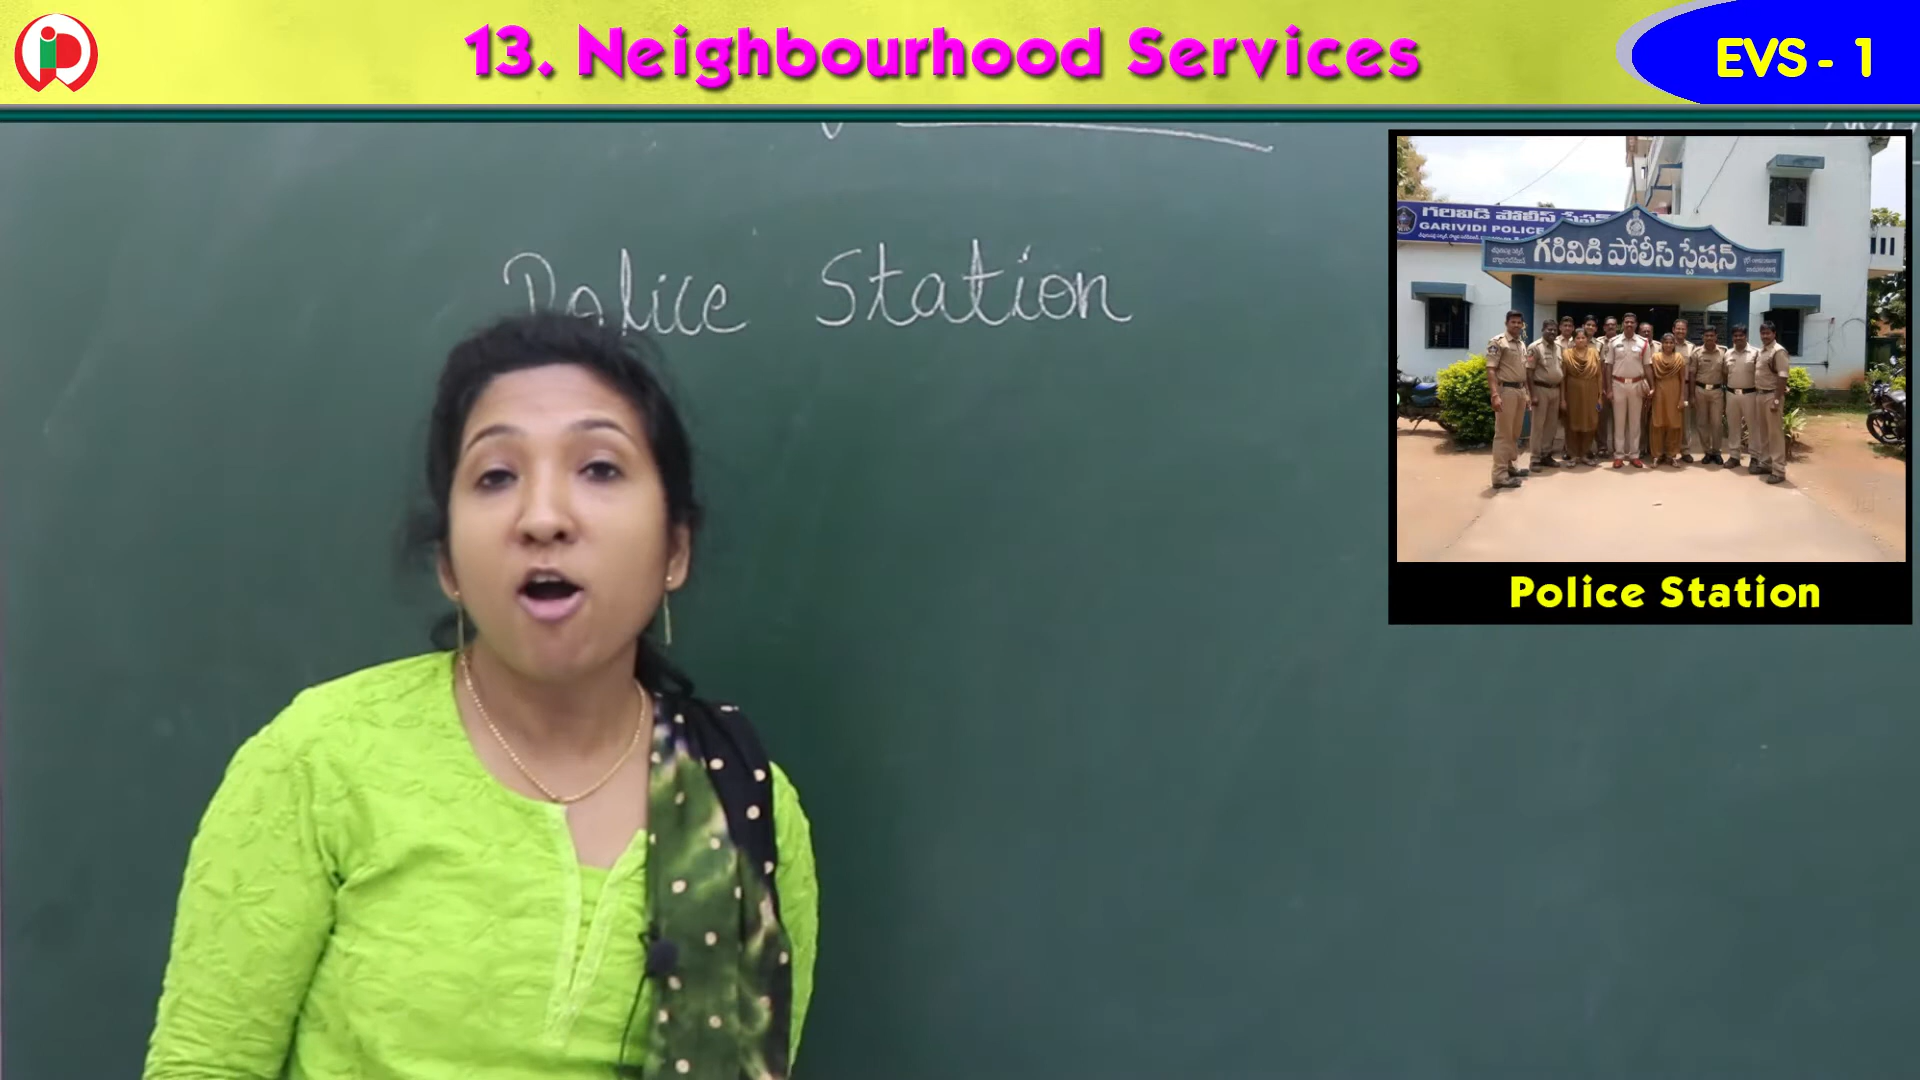 13. Neighbourhood Services
EVS - 1
Police Station
గరివిడి పోలీస్ స్టేషన్
GARIVIDI POLICE
గరివిడి పోలీస్ స్టేషన్
Police Station